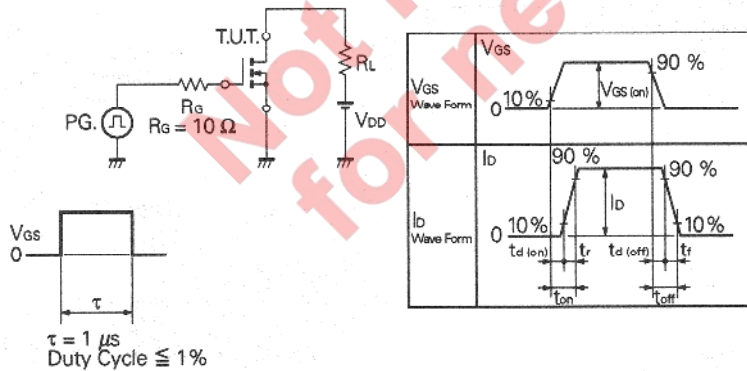 Not
for ne
T.U.T.
RL
RG
RG = 10 Ω
PG.
VDD
VGS
0
τ
τ = 1 μs
Duty Cycle ≦ 1%
VGS
Wave Form
VGS
90 %
10%
VGS (on)
0
ID
Wave Form
ID
90 %
90 %
10%
ID
10%
0
td (on)
tr
td (off)
tf
ton
toff